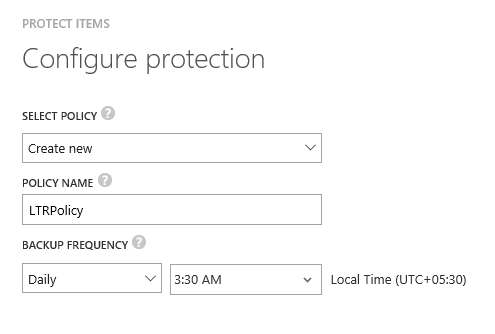 PROTECT ITEMS
Configure protection
SELECT POLICY ?
Create new
POLICY NAME ?
LTRPolicy
BACKUP FREQUENCY ?
Daily 3:30 AM Local Time (UTC+05:30)